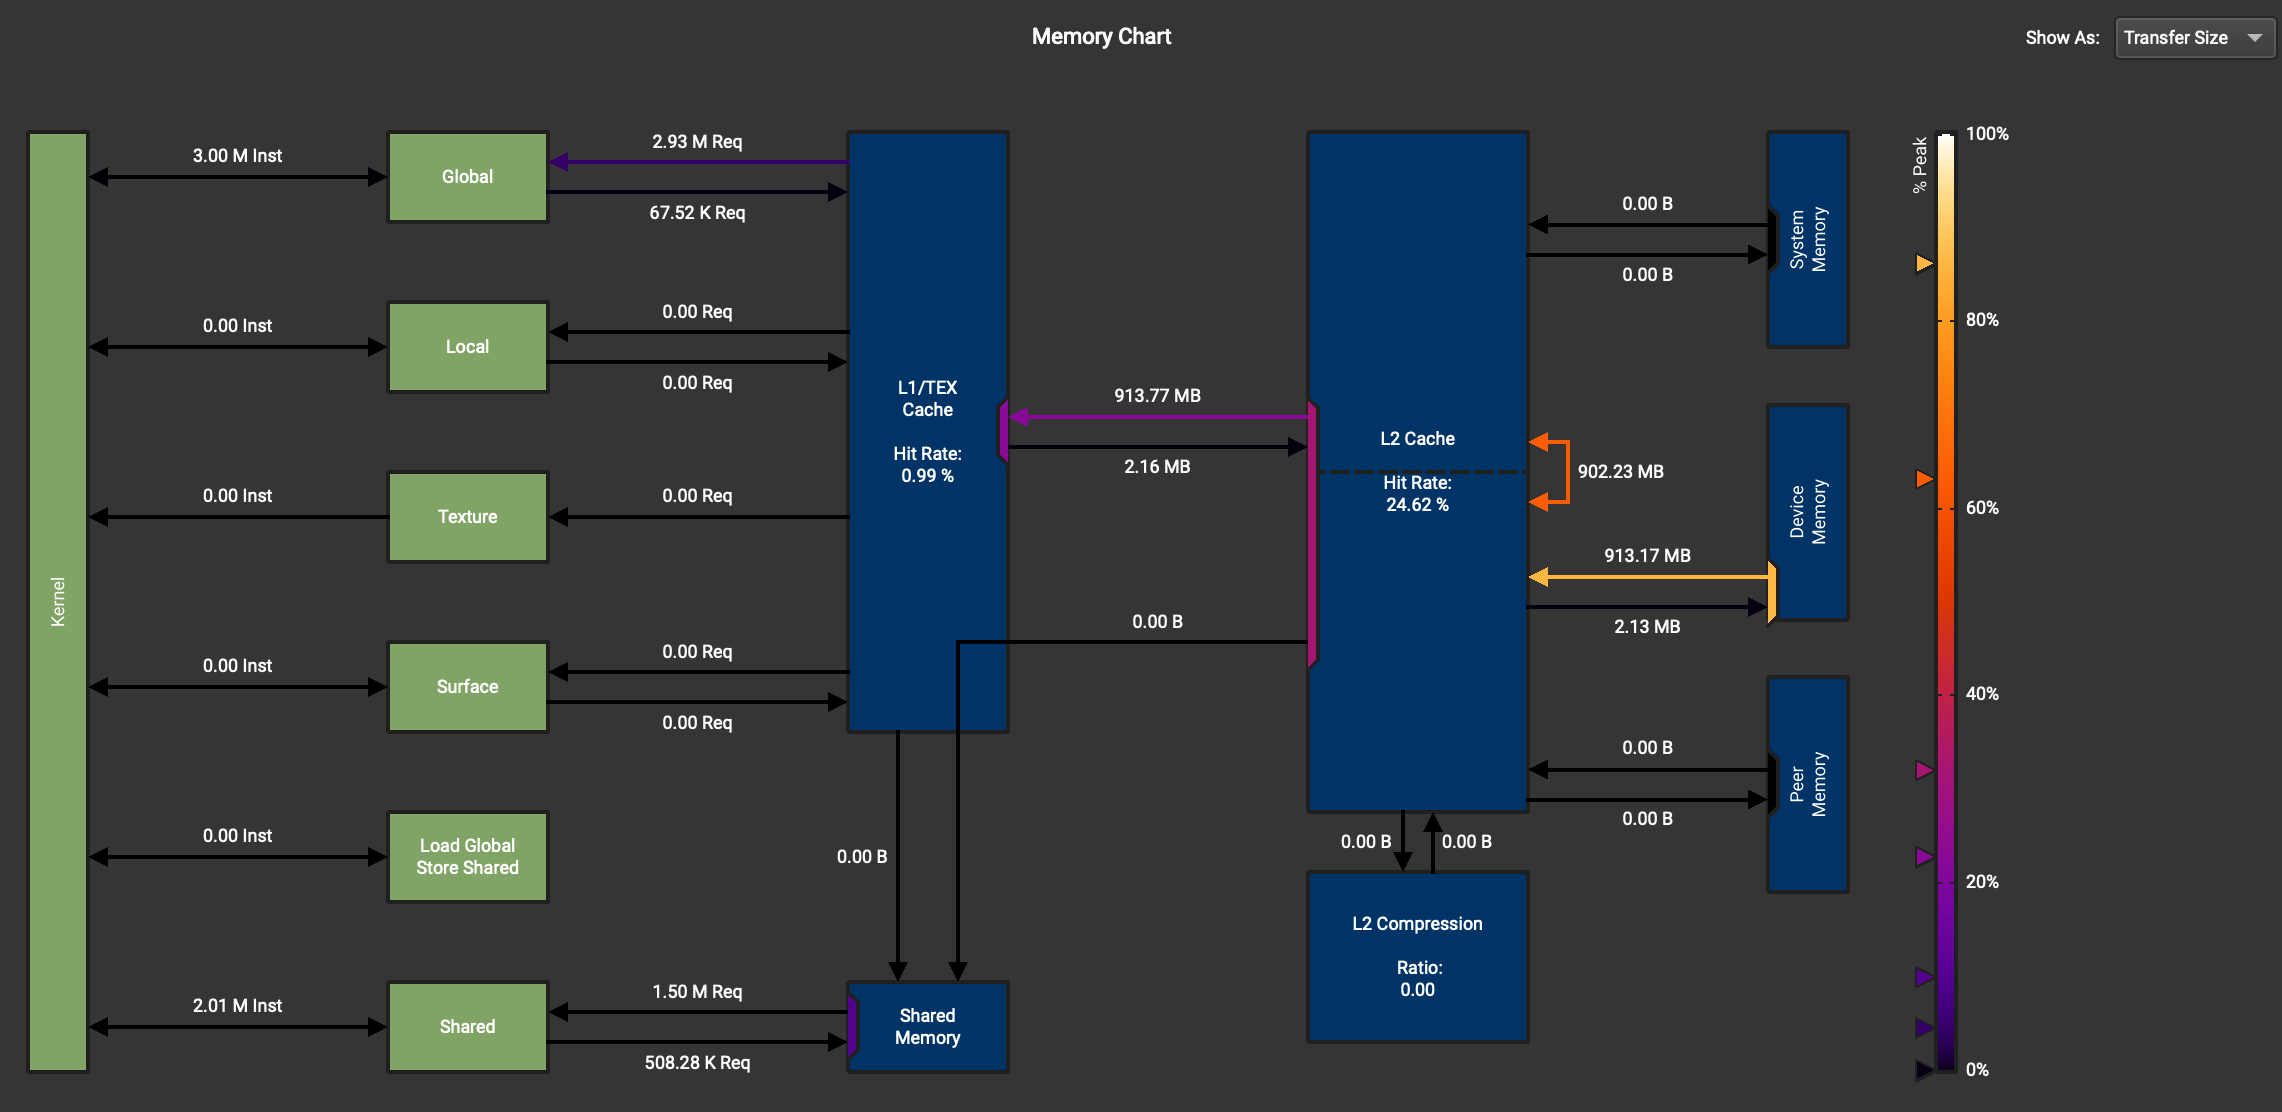 Memory Chart
Show As:
Transfer Size
Kernel
3.00 M Inst
Global
2.93 M Req
67.52 K Req
0.00 Inst
Local
0.00 Req
0.00 Req
0.00 Inst
Texture
0.00 Req
0.00 Inst
Surface
0.00 Req
0.00 Req
0.00 Inst
Load Global
Store Shared
2.01 M Inst
Shared
1.50 M Req
508.28 K Req
L1/TEX
Cache
Hit Rate:
0.99 %
0.00 B
Shared
Memory
913.77 MB
2.16 MB
0.00 B
L2 Cache
Hit Rate:
24.62 %
902.23 MB
0.00 B
0.00 B
L2 Compression
Ratio:
0.00
0.00 B
0.00 B
System
Memory
913.17 MB
2.13 MB
Device
Memory
0.00 B
0.00 B
Peer
Memory
% Peak
100%
80%
60%
40%
20%
0%